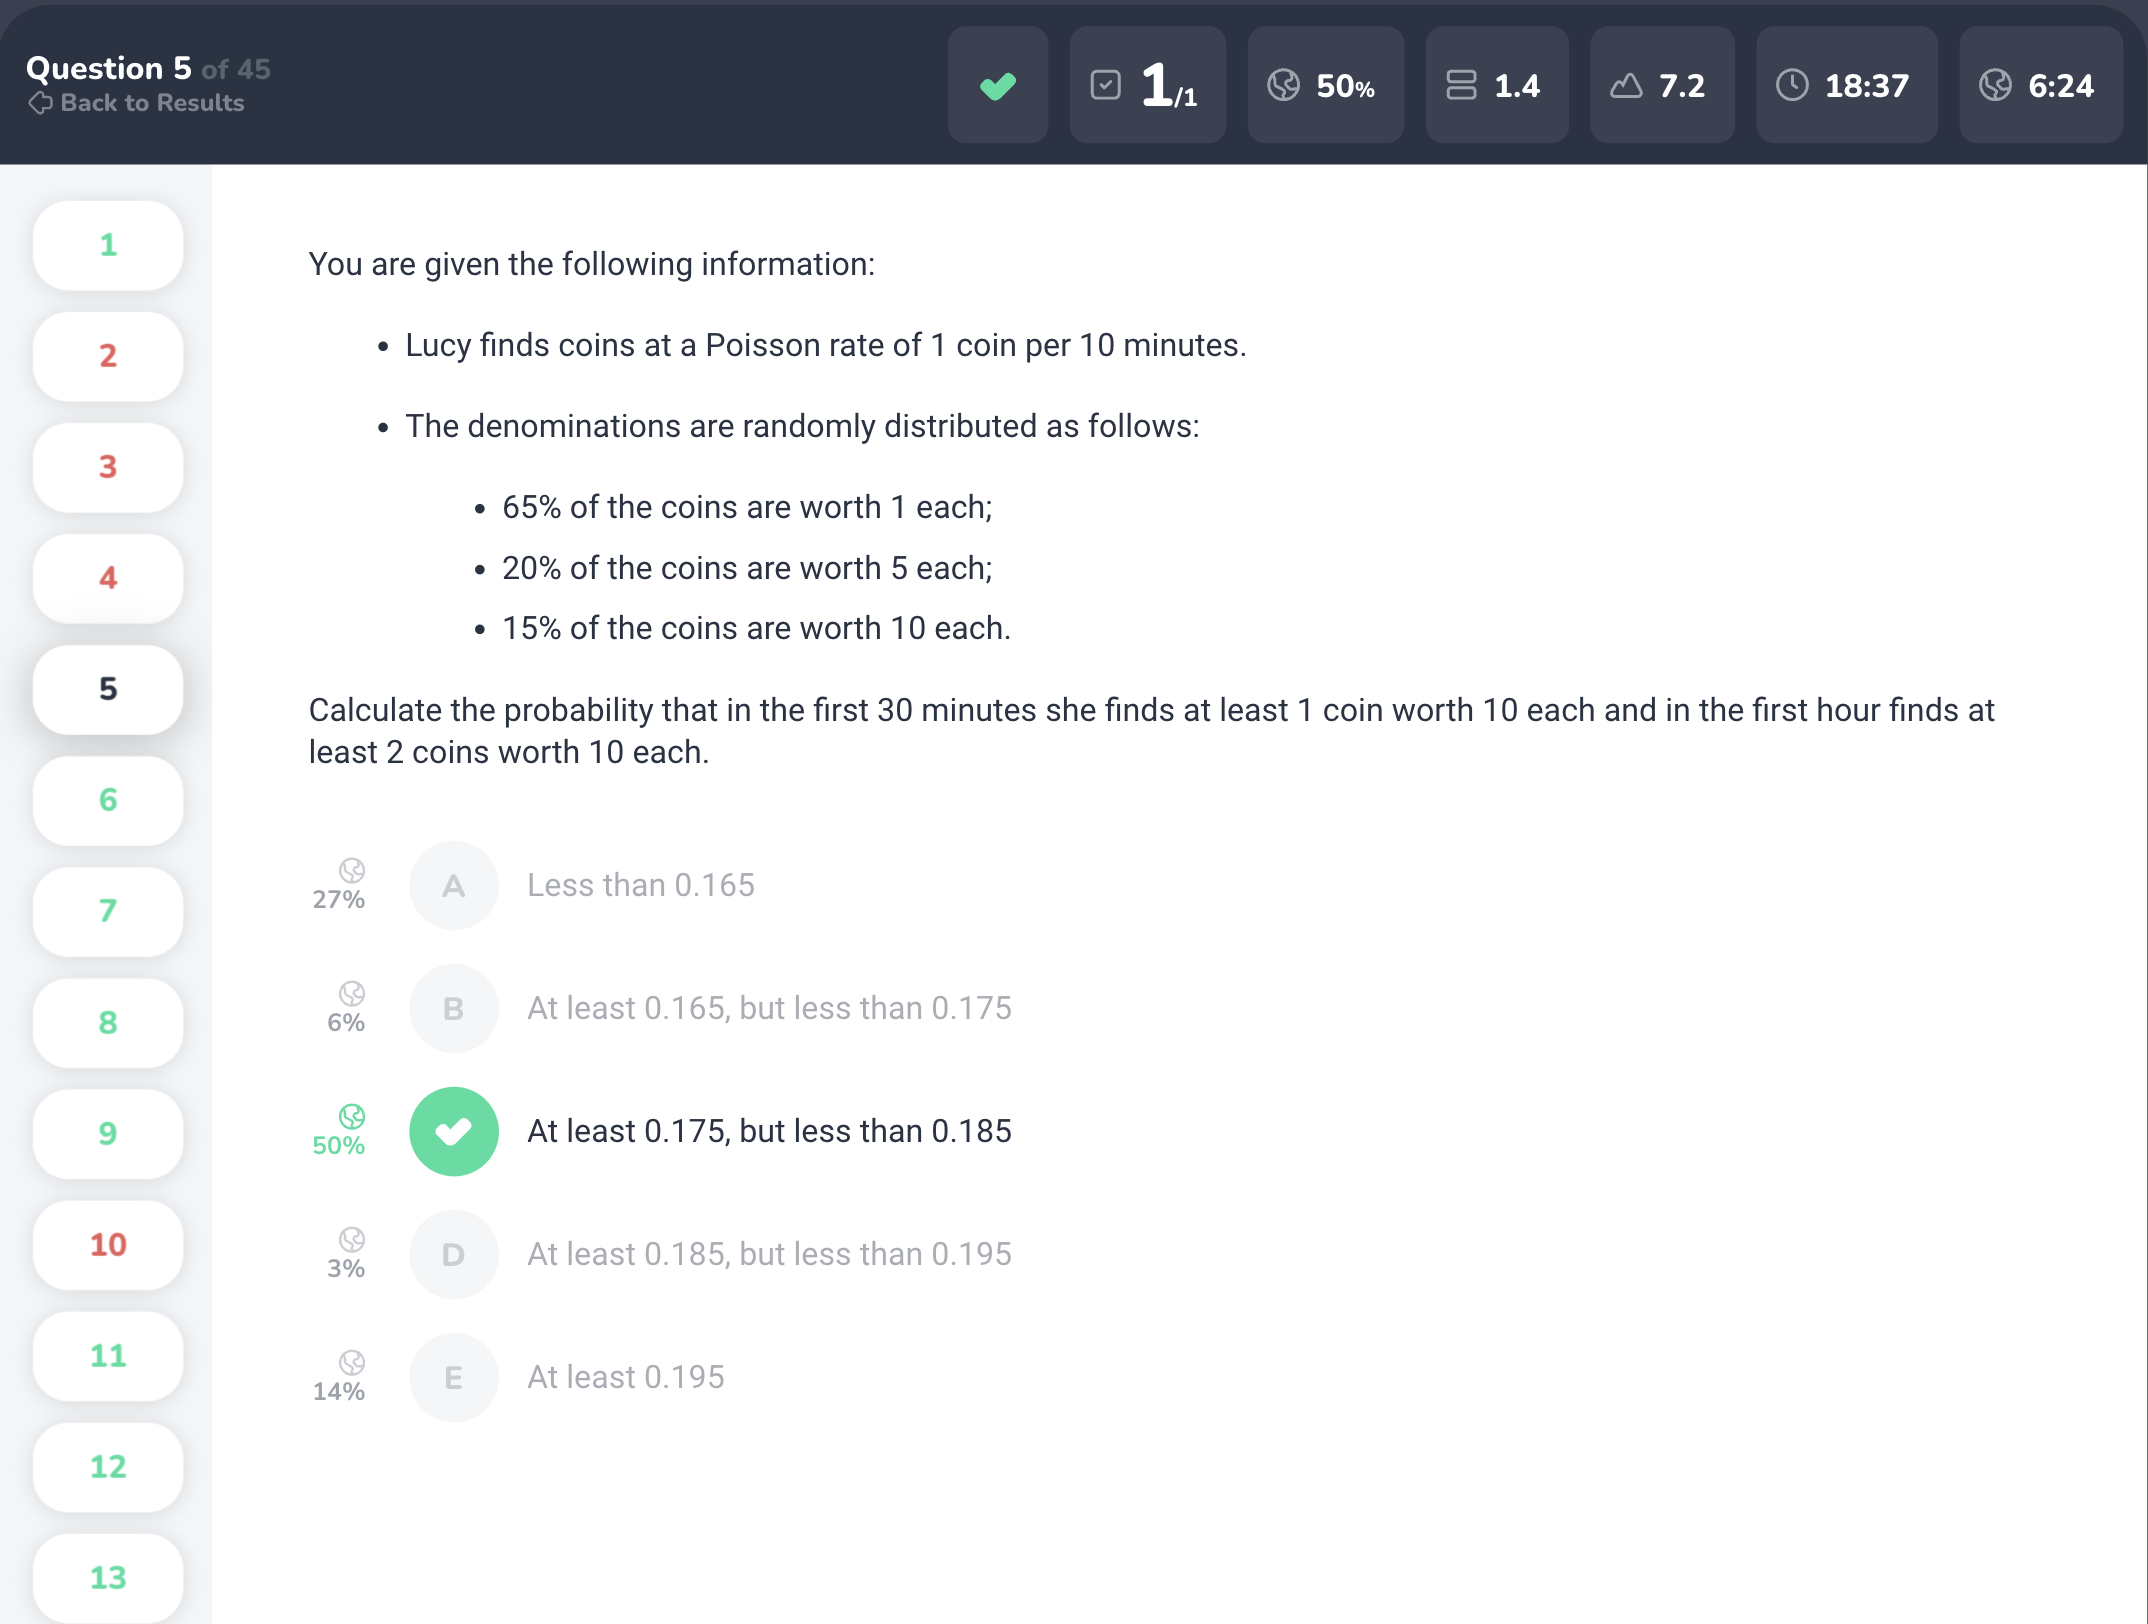 Question 5 of 45
Back to Results
1/1
50%
1.4
7.2
18:37
6:24
1
2
3
4
5
6
7
8
9
10
11
12
13
You are given the following information:
• Lucy finds coins at a Poisson rate of 1 coin per 10 minutes.
• The denominations are randomly distributed as follows:
• 65% of the coins are worth 1 each;
• 20% of the coins are worth 5 each;
• 15% of the coins are worth 10 each.
Calculate the probability that in the first 30 minutes she finds at least 1 coin worth 10 each and in the first hour finds at
least 2 coins worth 10 each.
27% A Less than 0.165
6% B At least 0.165, but less than 0.175
50% At least 0.175, but less than 0.185
3% D At least 0.185, but less than 0.195
14% E At least 0.195